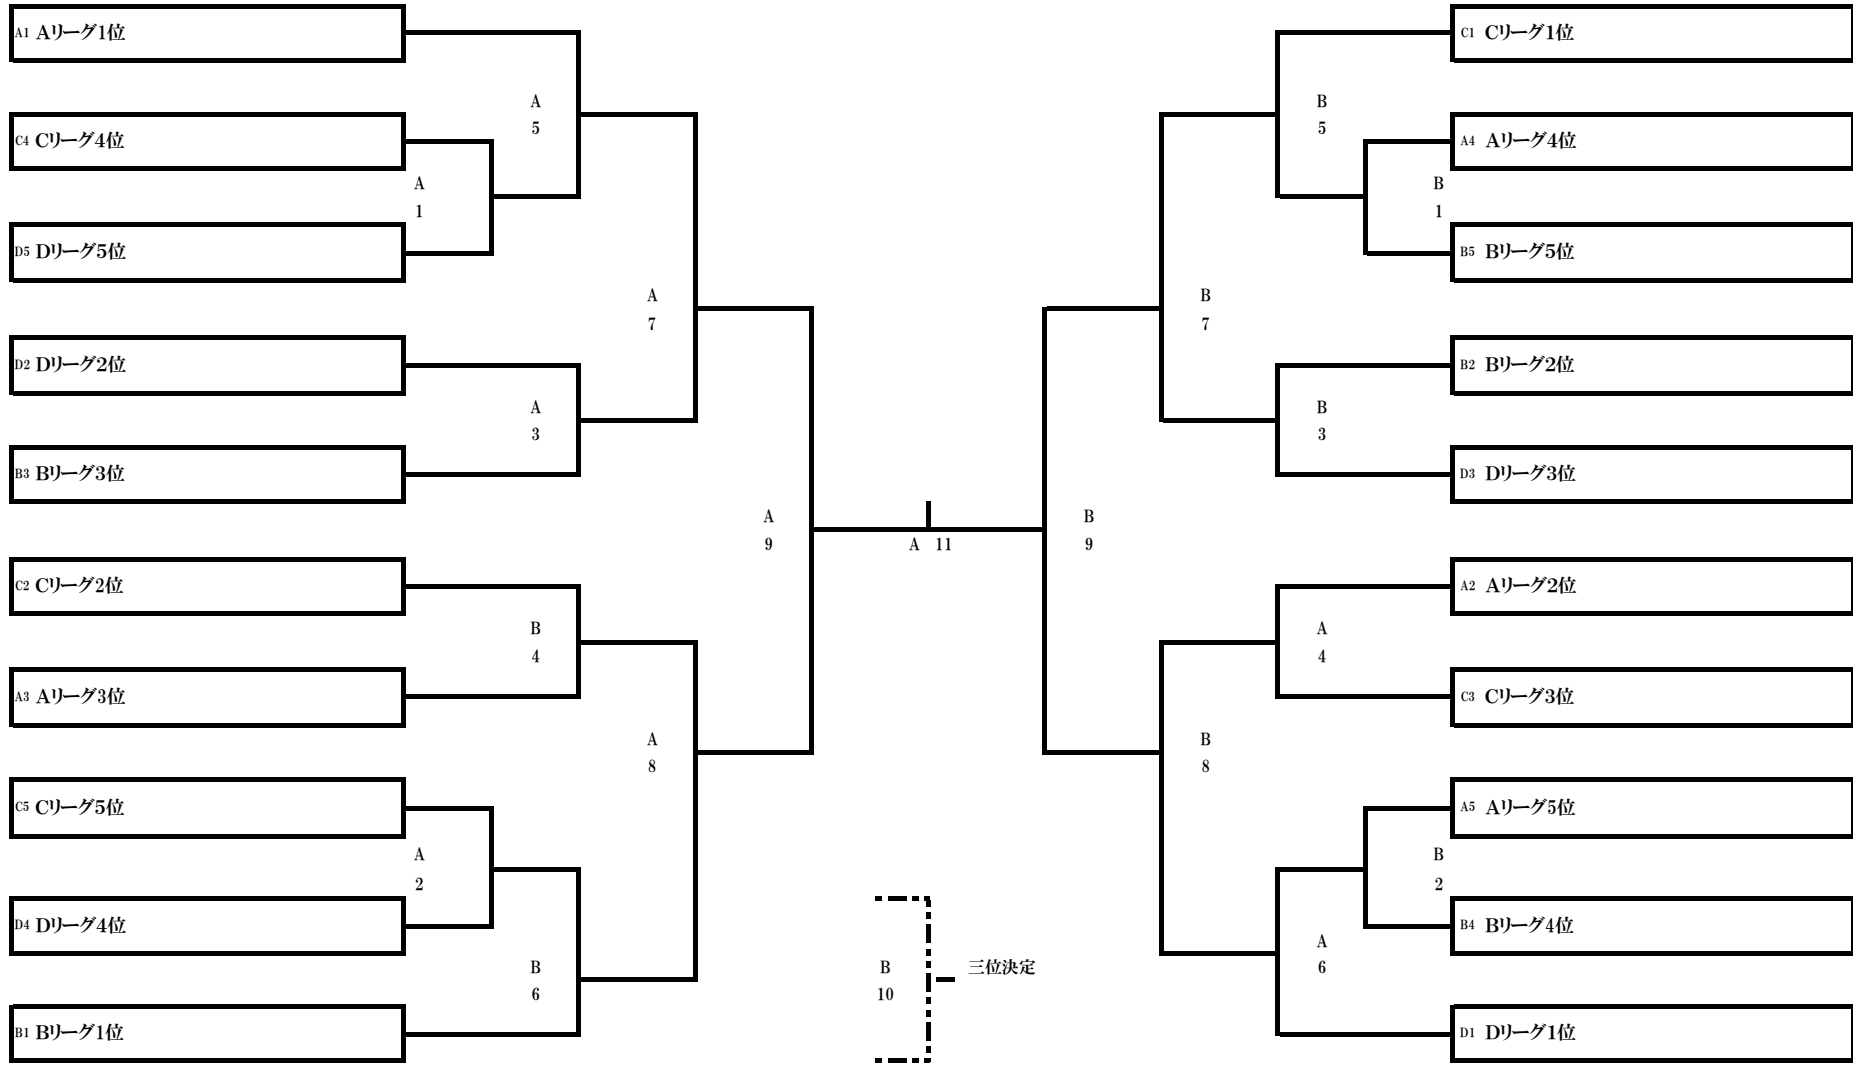 A1 Aリーグ1位
C4 Cリーグ4位
D5 Dリーグ5位
D2 Dリーグ2位
B3 Bリーグ3位
C2 Cリーグ2位
A3 Aリーグ3位
C5 Cリーグ5位
D4 Dリーグ4位
B1 Bリーグ1位
A
1
A
2
A
5
A
3
B
4
B
6
A
7
A
8
A
9
A 11
B
10
三位決定
B
9
B
7
B
8
B
5
B
3
A
4
A
6
B
1
B
2
C1 Cリーグ1位
A4 Aリーグ4位
B5 Bリーグ5位
B2 Bリーグ2位
D3 Dリーグ3位
A2 Aリーグ2位
C3 Cリーグ3位
A5 Aリーグ5位
B4 Bリーグ4位
D1 Dリーグ1位